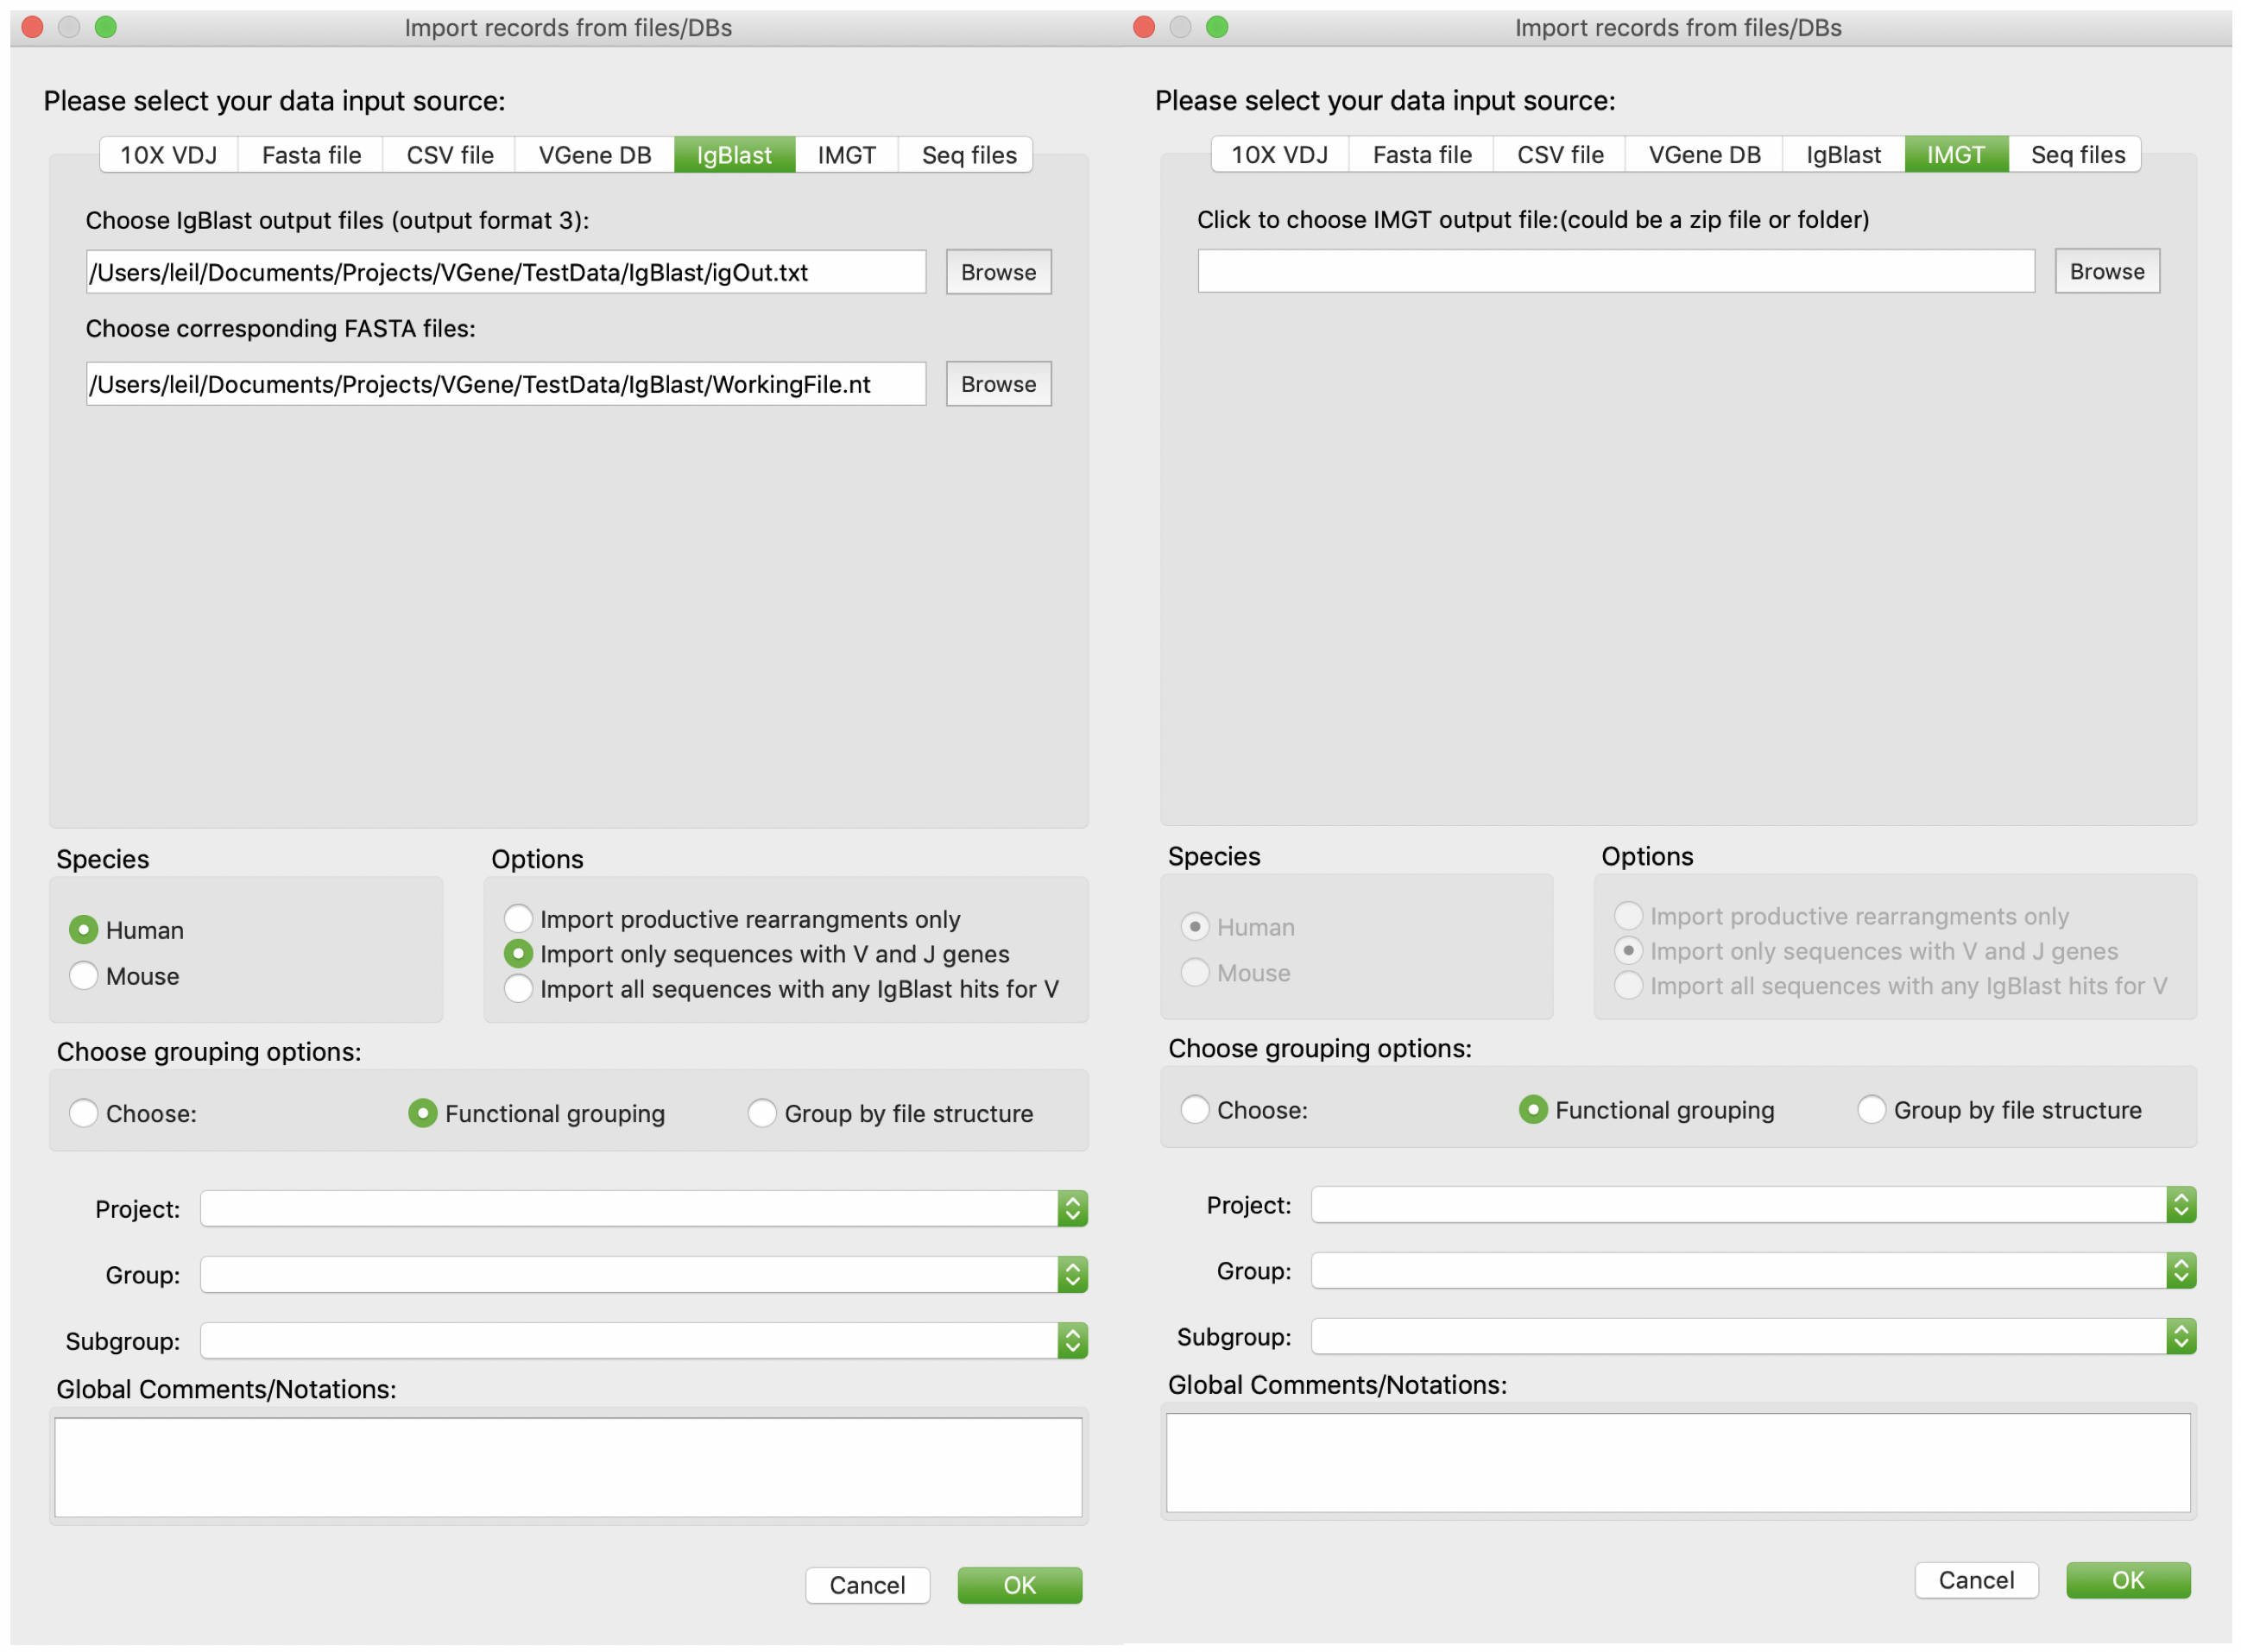 Import records from files/DBs
Please select your data input source:
10X VDJ Fasta file CSV file VGene DB IgBlast IMGT Seq files
Choose IgBlast output files (output format 3):
/Users/leil/Documents/Projects/VGene/TestData/IgBlast/igOut.txt Browse
Choose corresponding FASTA files:
/Users/leil/Documents/Projects/VGene/TestData/IgBlast/WorkingFile.nt Browse
Species
Human
Mouse
Options
Import productive rearrangments only
Import only sequences with V and J genes
Import all sequences with any IgBlast hits for V
Choose grouping options:
Choose: Functional grouping Group by file structure
Project:
Group:
Subgroup:
Global Comments/Notations:
Cancel OK
Import records from files/DBs
Please select your data input source:
10X VDJ Fasta file CSV file VGene DB IgBlast IMGT Seq files
Click to choose IMGT output file:(could be a zip file or folder)
Browse
Species
Human
Mouse
Options
Import productive rearrangments only
Import only sequences with V and J genes
Import all sequences with any IgBlast hits for V
Choose grouping options:
Choose: Functional grouping Group by file structure
Project:
Group:
Subgroup:
Global Comments/Notations:
Cancel OK